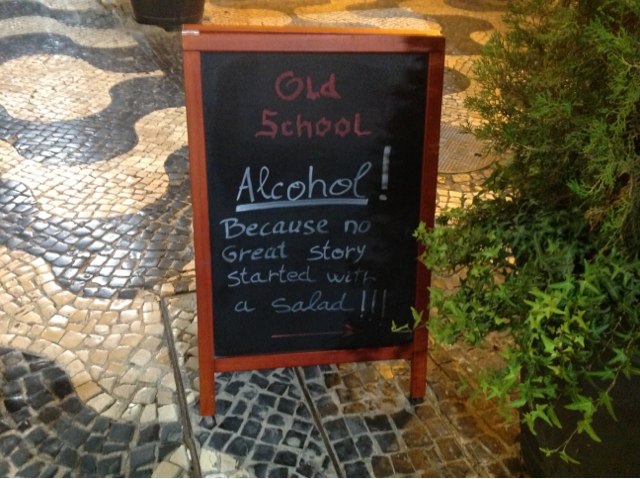 Old
School
Alcohol!
Because no
Great story
started with
a salad!!!